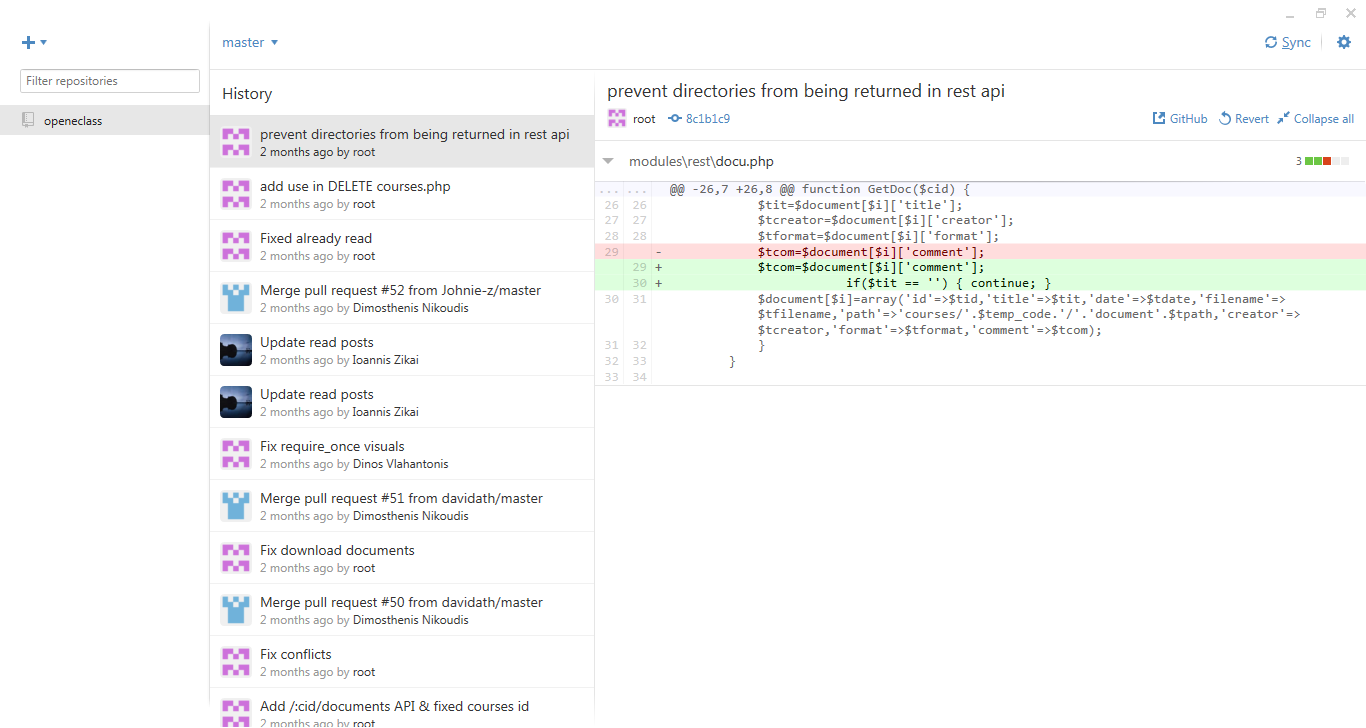 master
Sync
Filter repositories
openeclass
History
prevent directories from being returned in rest api
2 months ago by root
add use in DELETE courses.php
2 months ago by root
Fixed already read
2 months ago by root
Merge pull request #52 from Johnie-z/master
2 months ago by Dimosthenis Nikoudis
Update read posts
2 months ago by Ioannis Zikai
Update read posts
2 months ago by Ioannis Zikai
Fix require_once visuals
2 months ago by Dinos Vlahantonis
Merge pull request #51 from davidath/master
2 months ago by Dimosthenis Nikoudis
Fix download documents
2 months ago by root
Merge pull request #50 from davidath/master
2 months ago by Dimosthenis Nikoudis
Fix conflicts
2 months ago by root
Add /:cid/documents API & fixed courses id
2 months ago by root
prevent directories from being returned in rest api
root 8c1b1c9 GitHub Revert Collapse all
modules\rest\docu.php 3
... ... @@ -26,7 +26,8 @@ function GetDoc($cid) {
26 26 $tit=$document[$i]['title'];
27 27 $tcreator=$document[$i]['creator'];
28 28 $tformat=$document[$i]['format'];
29 - $tcom=$document[$i]['comment'];
29 + $tcom=$document[$i]['comment'];
30 + if($tit == '') { continue; }
30 31 $document[$i]=array('id'=>$tid,'title'=>$tit,'date'=>$tdate,'filename'=>
$tfilename,'path'=>'courses/'.$temp_code.'/'.'document'.$tpath,'creator'=>
$tcreator,'format'=>$tformat,'comment'=>$tcom);
31 32 }
32 33 }
33 34